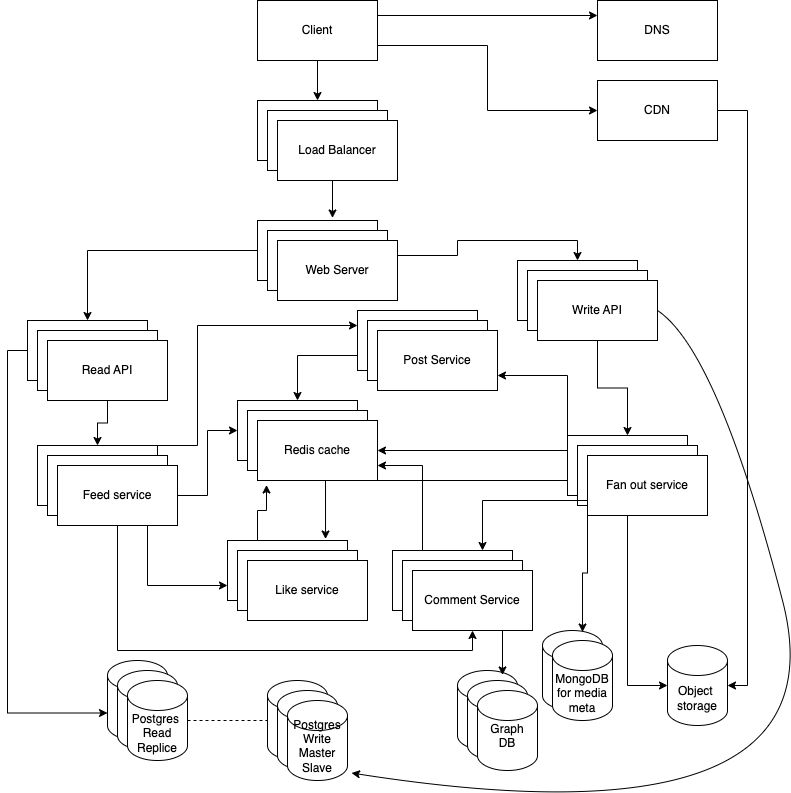 Client
DNS
CDN
Load Balancer
Web Server
Write API
Post Service
Read API
Redis cache
Feed service
Fan out service
Like service
Comment Service
MongoDB
for media
meta
Object
storage
Postgres
Read
Replice
Postgres
Write
Master
Slave
Graph
DB